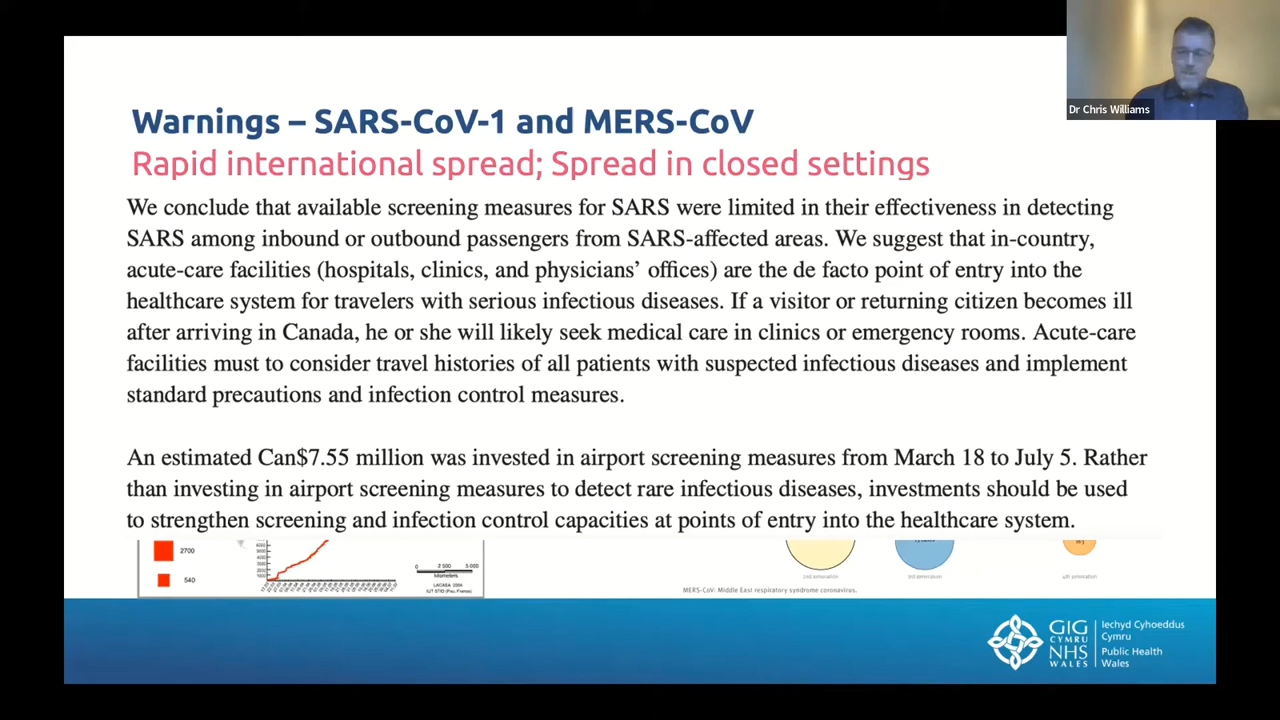 Dr Chris Williams
Warnings – SARS-CoV-1 and MERS-CoV
Rapid international spread; Spread in closed settings
We conclude that available screening measures for SARS were limited in their effectiveness in detecting
SARS among inbound or outbound passengers from SARS-affected areas. We suggest that in-country,
acute-care facilities (hospitals, clinics, and physicians’ offices) are the de facto point of entry into the
healthcare system for travelers with serious infectious diseases. If a visitor or returning citizen becomes ill
after arriving in Canada, he or she will likely seek medical care in clinics or emergency rooms. Acute-care
facilities must to consider travel histories of all patients with suspected infectious diseases and implement
standard precautions and infection control measures.
An estimated Can$7.55 million was invested in airport screening measures from March 18 to July 5. Rather
than investing in airport screening measures to detect rare infectious diseases, investments should be used
to strengthen screening and infection control capacities at points of entry into the healthcare system.
2700
540
0 2 500 5 000
Kilometers
MERS-CoV: Middle East respiratory syndrome coronavirus.
GIG
CYMRU
NHS
WALES
Iechyd Cyhoeddus
Cymru
Public Health
Wales